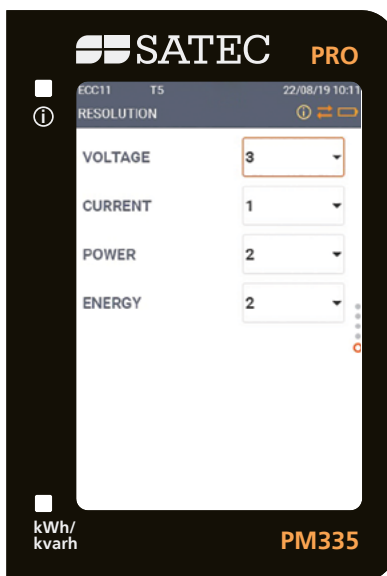 SATEC PRO
ECC11 T5 22/08/19 10:11
RESOLUTION
VOLTAGE 3
CURRENT 1
POWER 2
ENERGY 2
kWh/
kvarh
PM335